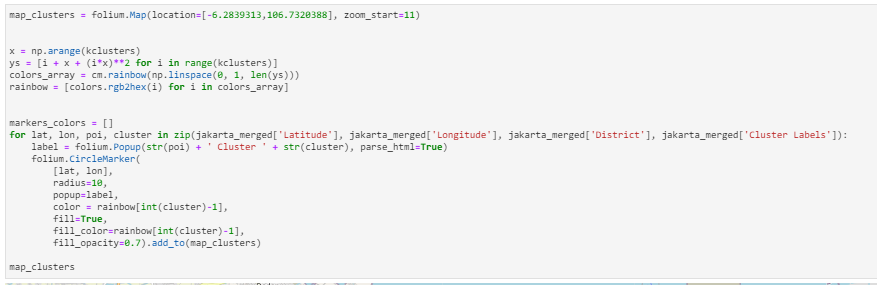 map_clusters = folium.Map(location=[-6.2839313,106.7320388], zoom_start=11)
x = np.arange(kclusters)
ys = [i + x + (i*x)**2 for i in range(kclusters)]
colors_array = cm.rainbow(np.linspace(0, 1, len(ys)))
rainbow = [colors.rgb2hex(i) for i in colors_array]
markers_colors = []
for lat, lon, poi, cluster in zip(jakarta_merged['Latitude'], jakarta_merged['Longitude'], jakarta_merged['District'], jakarta_merged['Cluster Labels']):
    label = folium.Popup(str(poi) + ' Cluster ' + str(cluster), parse_html=True)
    folium.CircleMarker(
        [lat, lon],
        radius=10,
        popup=label,
        color = rainbow[int(cluster)-1],
        fill=True,
        fill_color=rainbow[int(cluster)-1],
        fill_opacity=0.7).add_to(map_clusters)
map_clusters